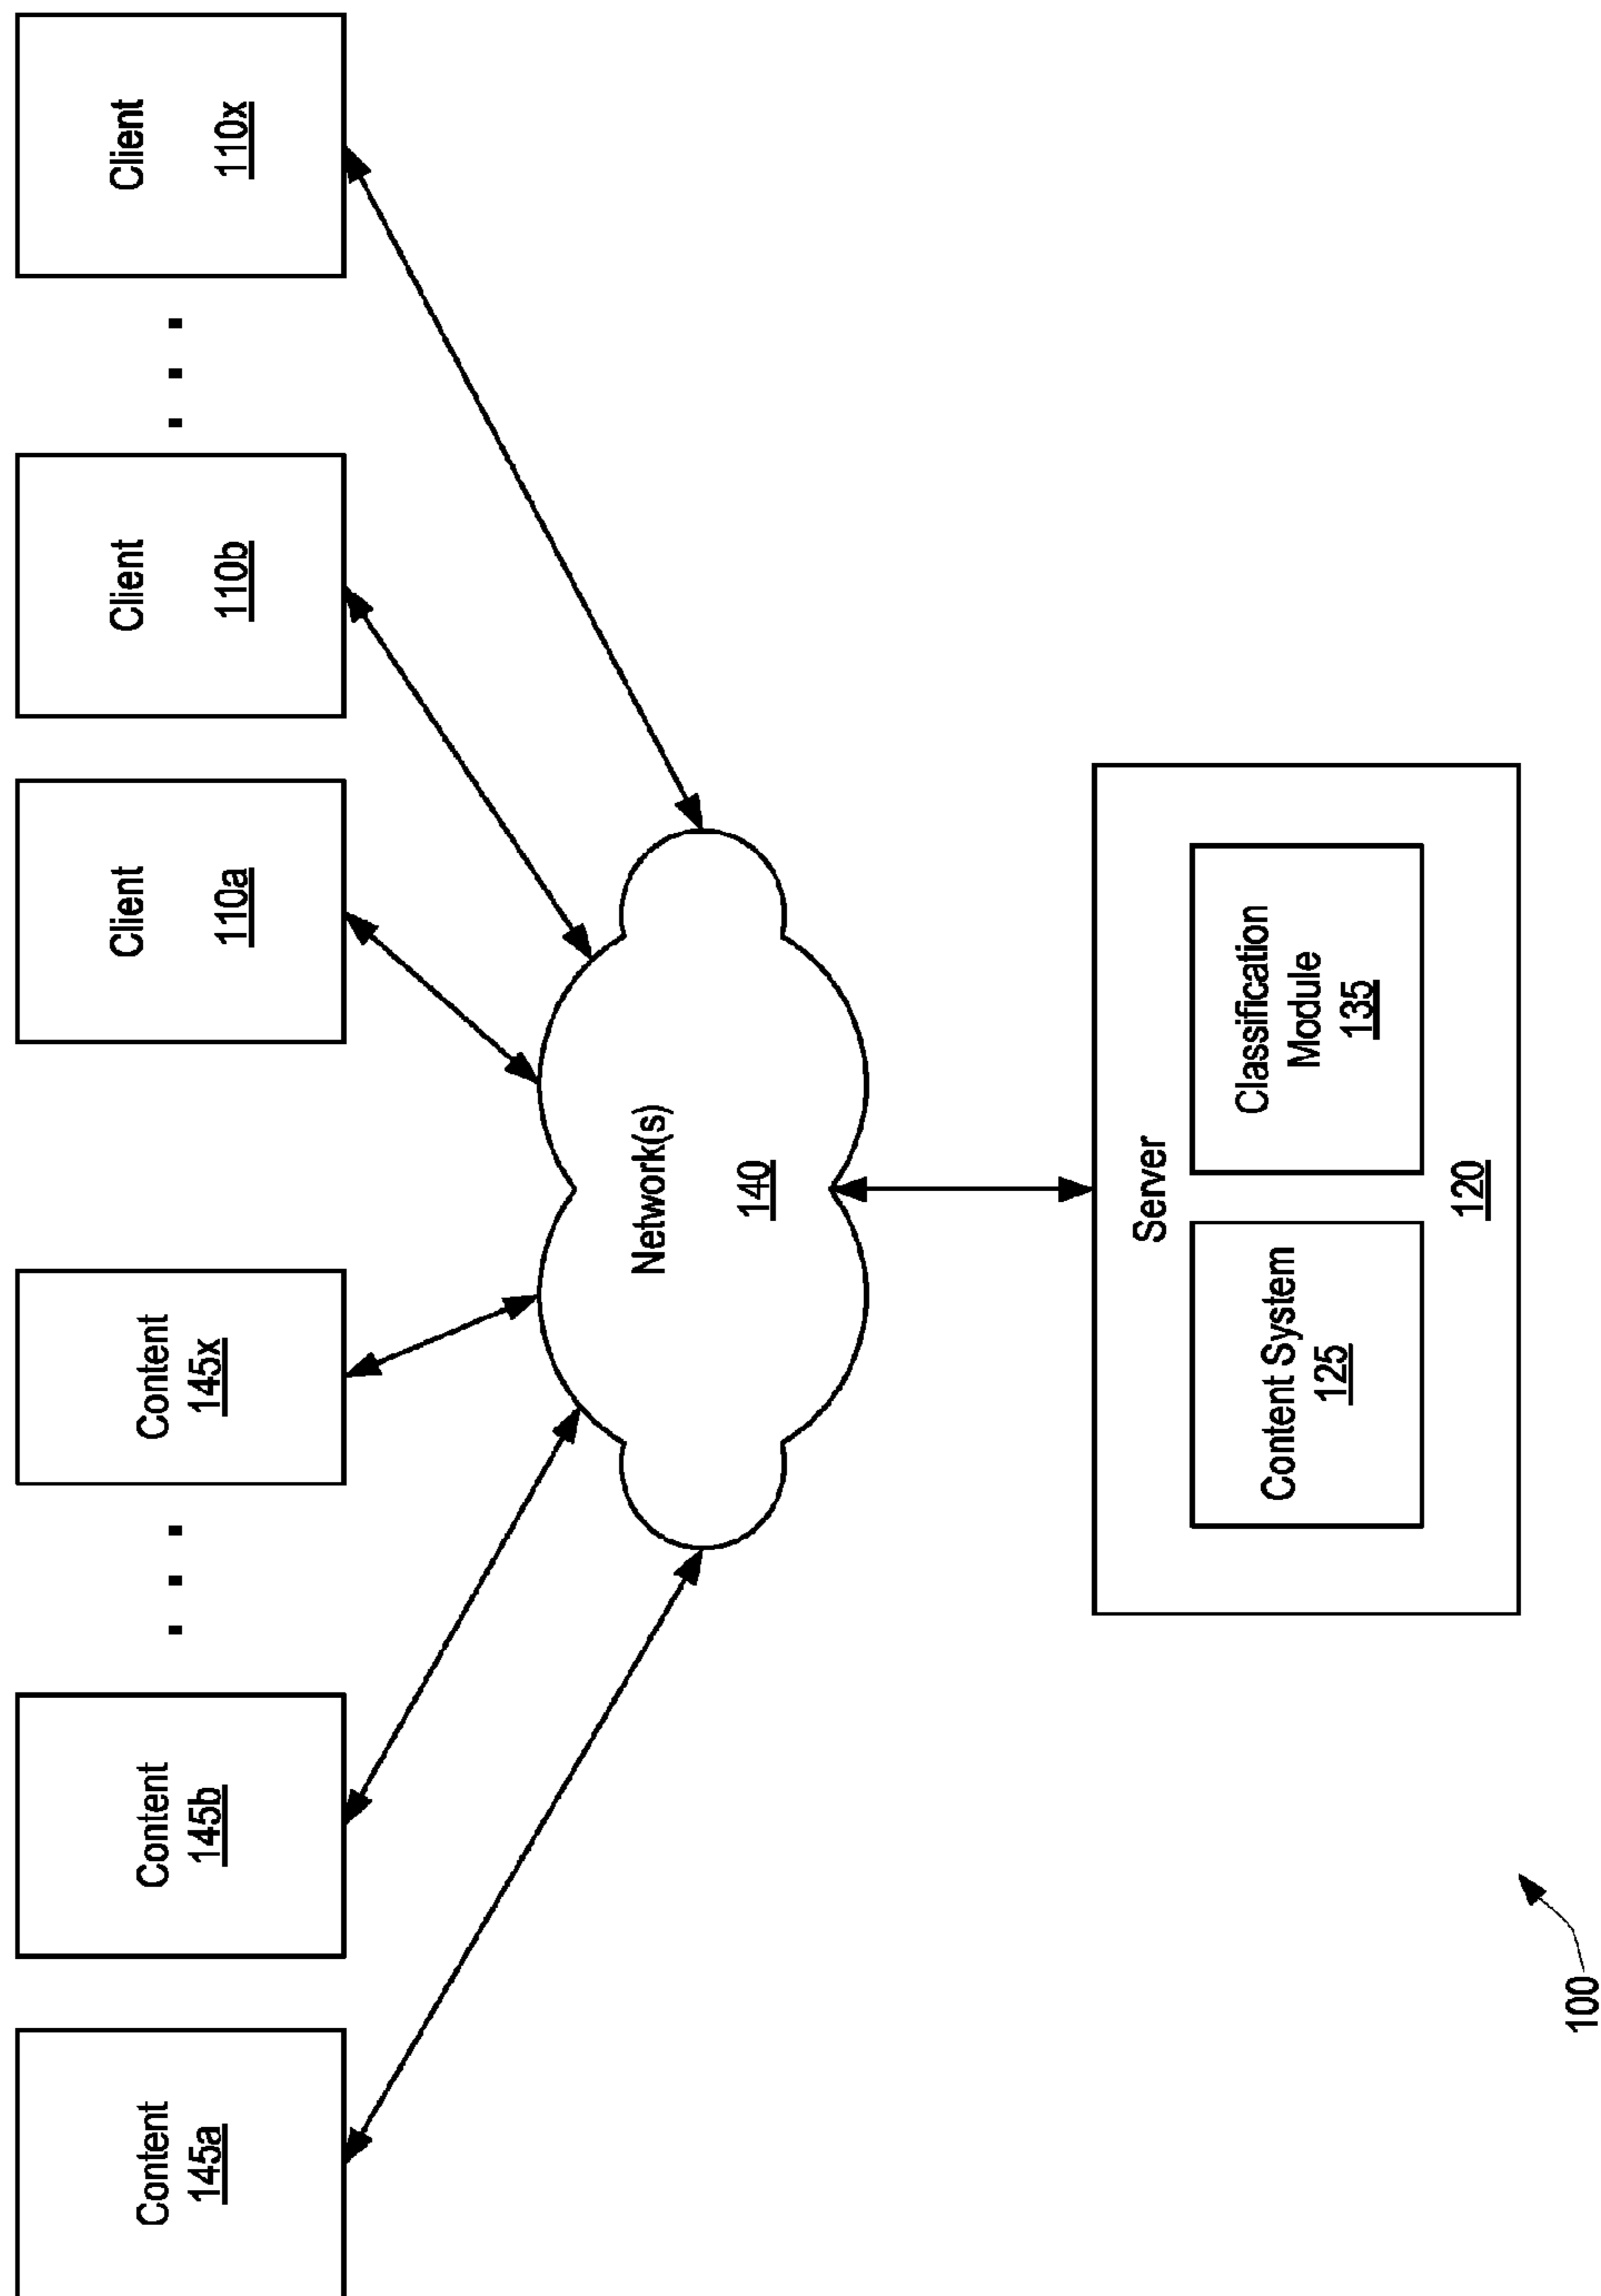 Content
145a
Content
145b
. . .
Content
145x
Client
110a
Client
110b
. . .
Client
110x
Network(s)
140
Server
Content System
125
Classification
Module
135
120
100